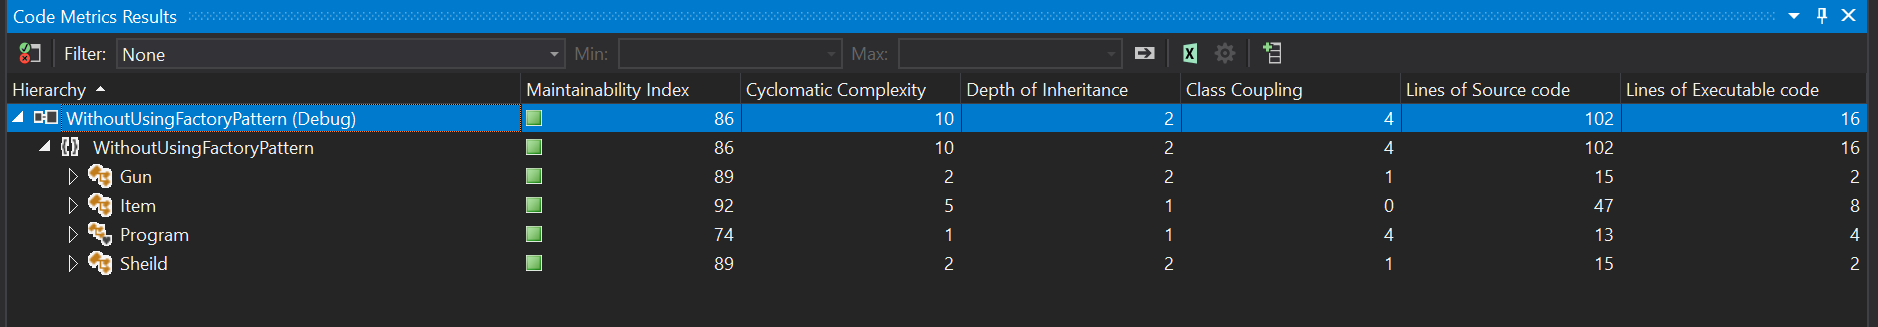 Code Metrics Results
Filter: None Min: Max:
Hierarchy Maintainability Index Cyclomatic Complexity Depth of Inheritance Class Coupling Lines of Source code Lines of Executable code
WithoutUsingFactoryPattern (Debug) 86 10 2 4 102 16
WithoutUsingFactoryPattern 86 10 2 4 102 16
Gun 89 2 2 1 15 2
Item 92 5 1 0 47 8
Program 74 1 1 4 13 4
Sheild 89 2 2 1 15 2